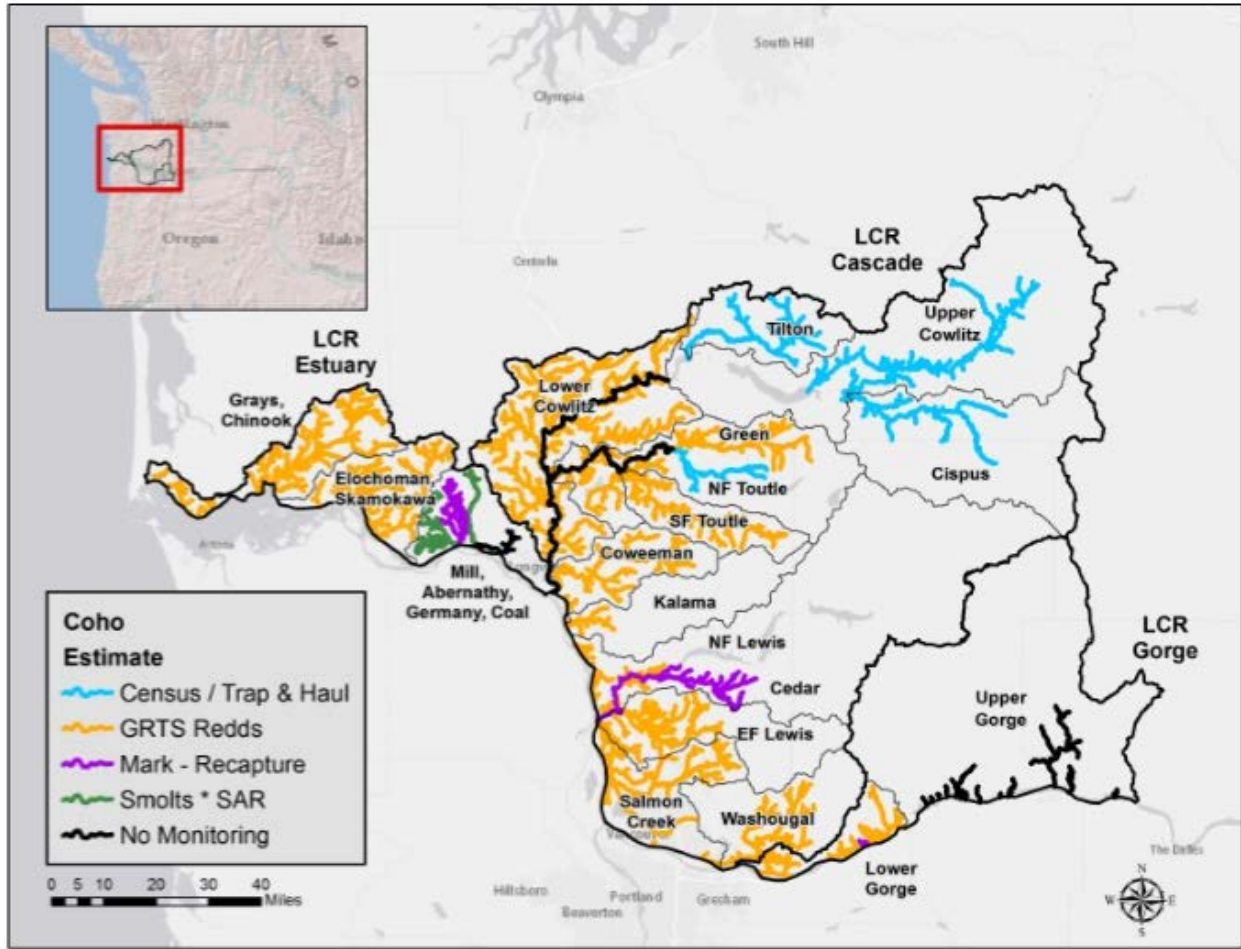 South Hill
Olympia
Washington
Oregon
Idaho
Centralia
LCR
Cascade
Upper
Cowlitz
Tilton
LCR
Estuary
Grays,
Chinook
Lower
Cowlitz
Green
Elochoman,
Skamokawa
Cispus
NF Toutle
SF Toutle
Astoria
Coweeman
Mill,
Abernathy,
Germany, Coal
Kalama
NF Lewis
LCR
Gorge
Cedar
Upper
Gorge
EF Lewis
Salmon
Creek
Washougal
Lower
Gorge
The Dalles
Hillsboro
Portland
Beaverton
Gresham
Coho
Estimate
Census / Trap & Haul
GRTS Redds
Mark - Recapture
Smolts * SAR
No Monitoring
0 5 10 20 30 40
Miles
N
W E
S